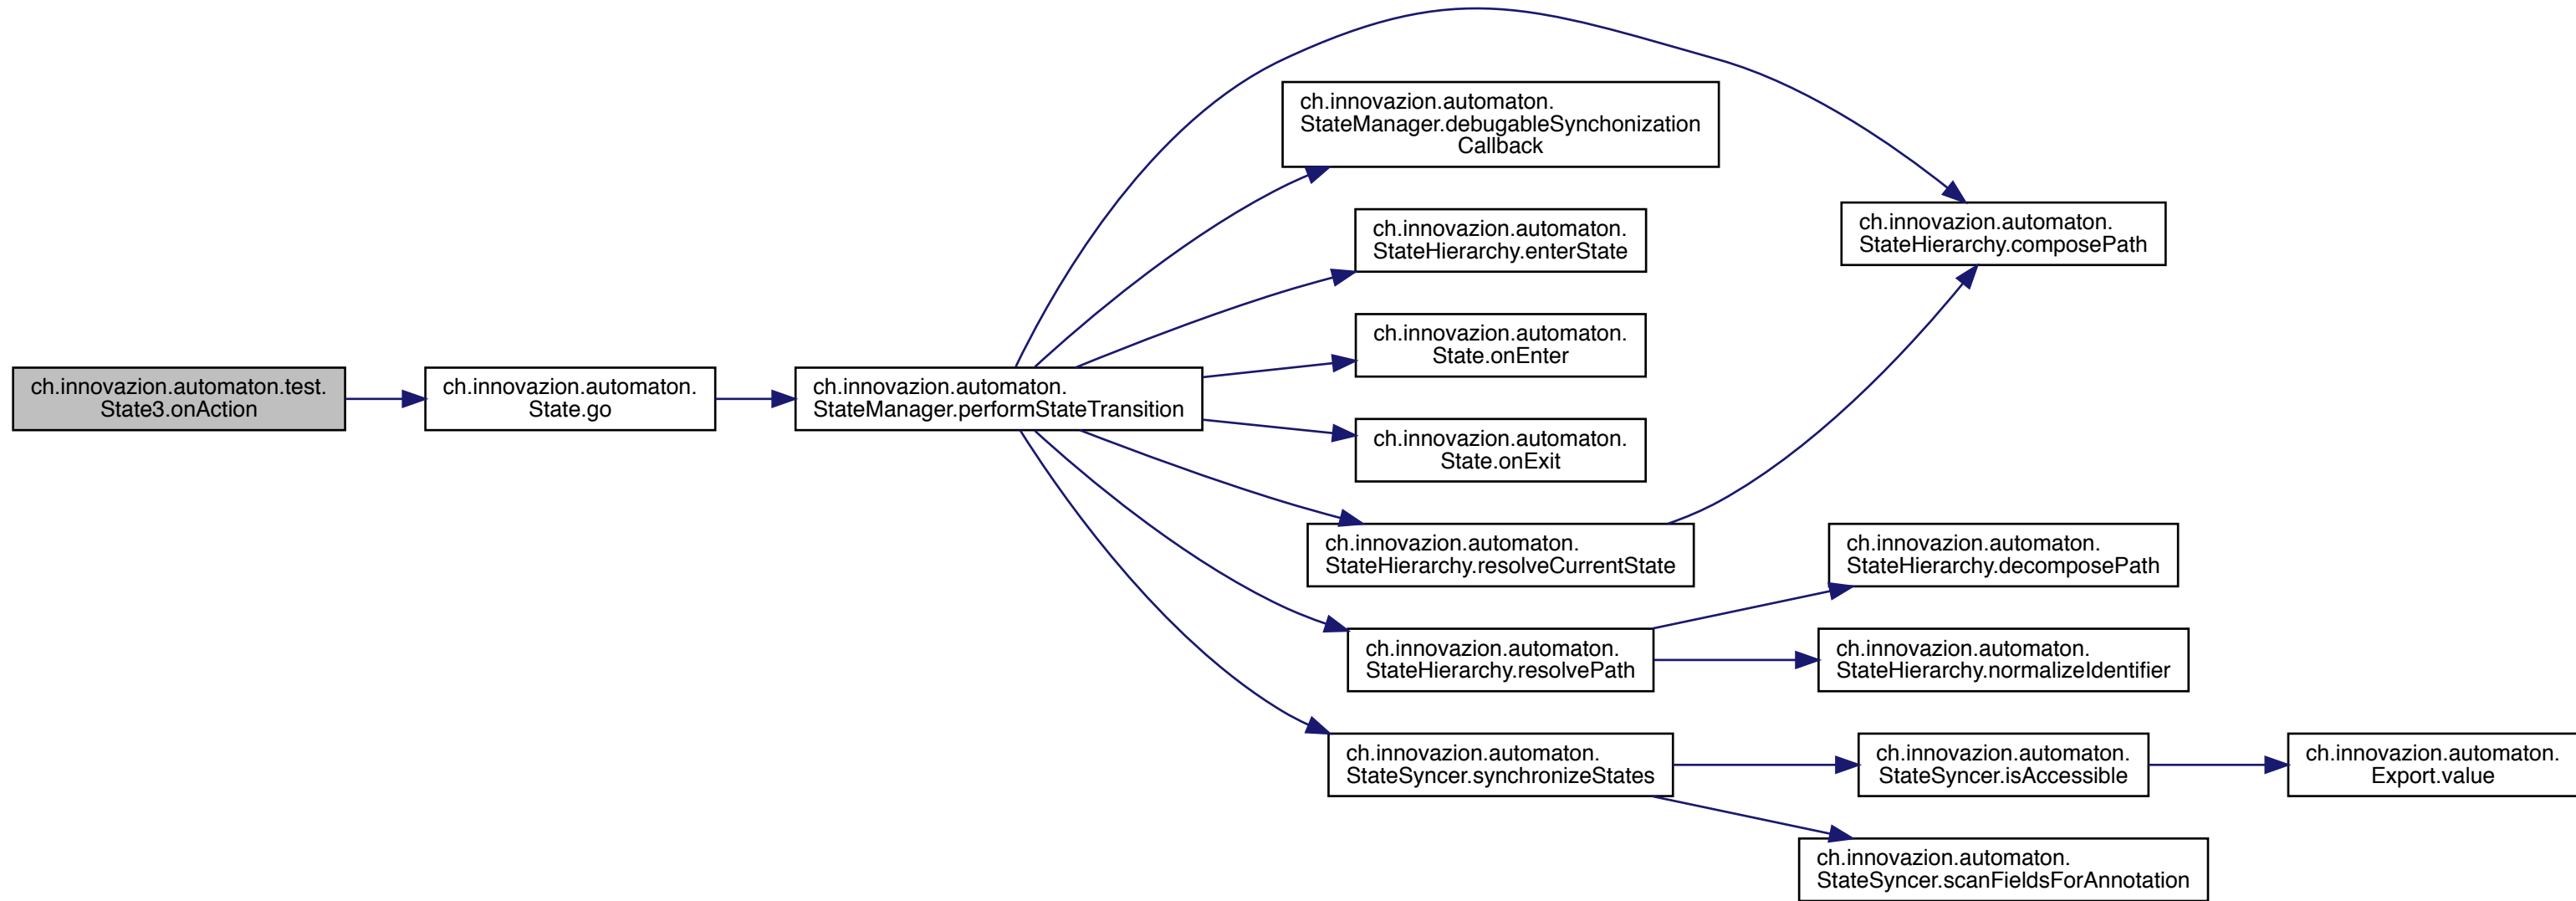 ch.innovazion.automaton.test.
State3.onAction
ch.innovazion.automaton.
State.go
ch.innovazion.automaton.
StateManager.performStateTransition
ch.innovazion.automaton.
StateManager.debugableSynchonization
Callback
ch.innovazion.automaton.
StateHierarchy.enterState
ch.innovazion.automaton.
State.onEnter
ch.innovazion.automaton.
State.onExit
ch.innovazion.automaton.
StateHierarchy.resolveCurrentState
ch.innovazion.automaton.
StateHierarchy.resolvePath
ch.innovazion.automaton.
StateSyncer.synchronizeStates
ch.innovazion.automaton.
StateHierarchy.composePath
ch.innovazion.automaton.
StateHierarchy.decomposePath
ch.innovazion.automaton.
StateHierarchy.normalizeIdentifier
ch.innovazion.automaton.
StateSyncer.isAccessible
ch.innovazion.automaton.
StateSyncer.scanFieldsForAnnotation
ch.innovazion.automaton.
Export.value